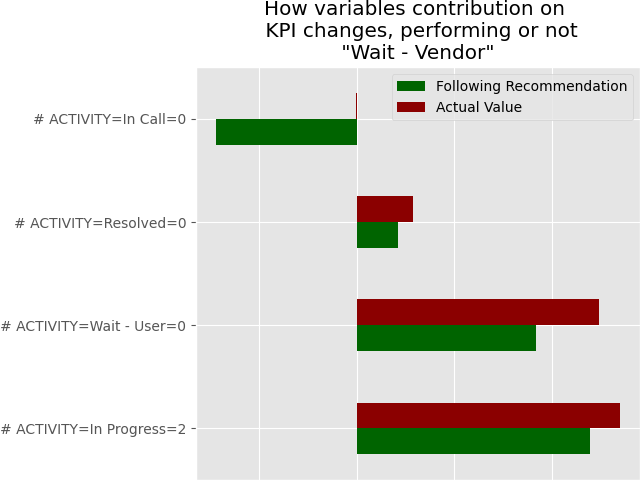 How variables contribution on
KPI changes, performing or not
"Wait - Vendor"
Following Recommendation
Actual Value
# ACTIVITY=In Call=0
# ACTIVITY=Resolved=0
# ACTIVITY=Wait - User=0
# ACTIVITY=In Progress=2